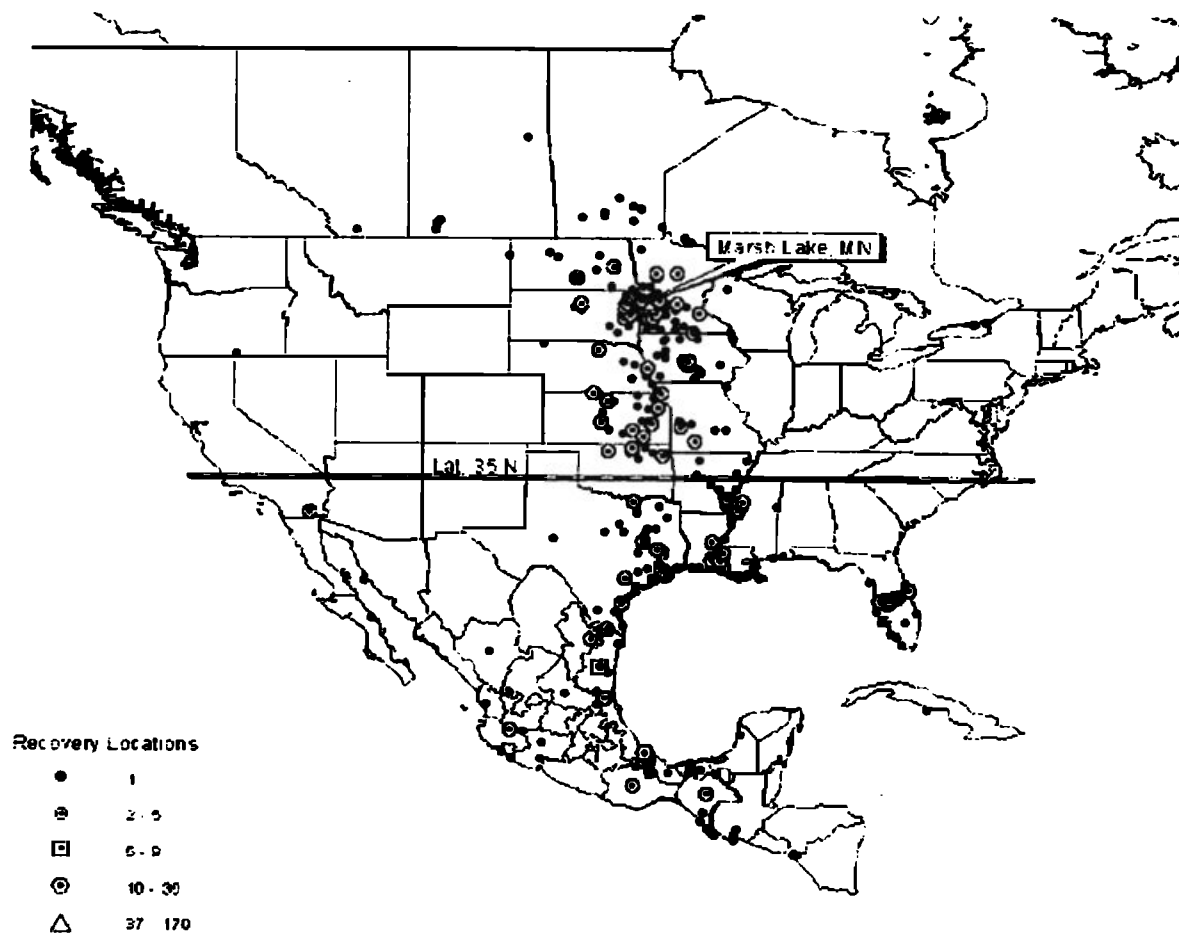 Marsh Lake, MN
Lat. 35 N
Recovery Locations
1
2 - 5
6 - 9
10 - 36
37 - 170